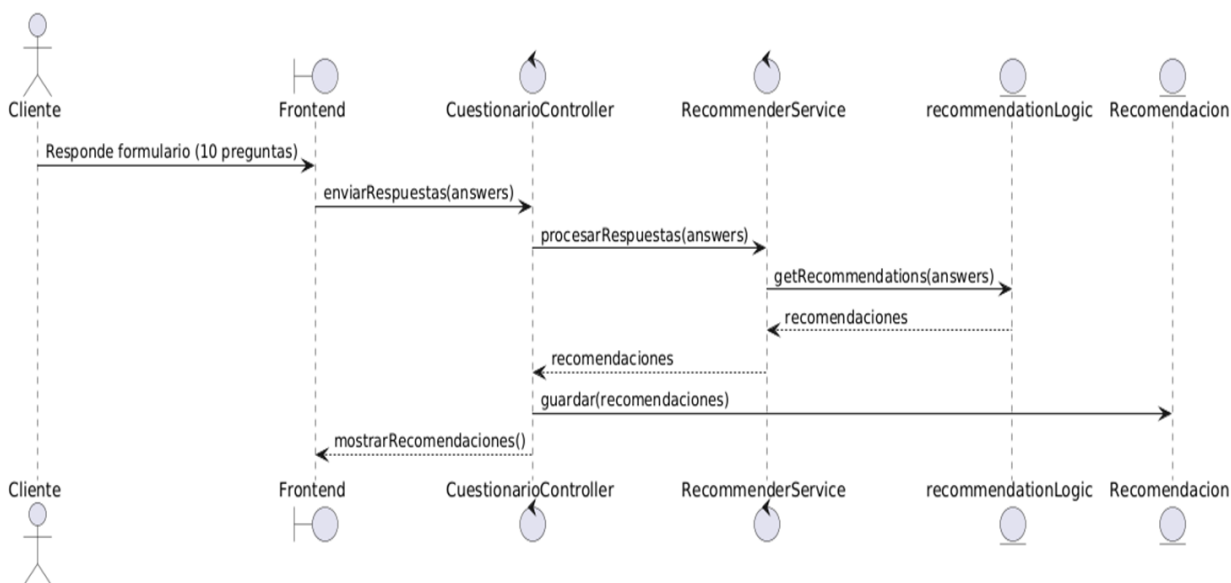 Cliente
Frontend
CuestionarioController
RecommenderService
recommendationLogic
Recomendacion
Responde formulario (10 preguntas)
enviarRespuestas(answers)
procesarRespuestas(answers)
getRecommendations(answers)
recomendaciones
recomendaciones
guardar(recomendaciones)
mostrarRecomendaciones()
Cliente
Frontend
CuestionarioController
RecommenderService
recommendationLogic
Recomendacion